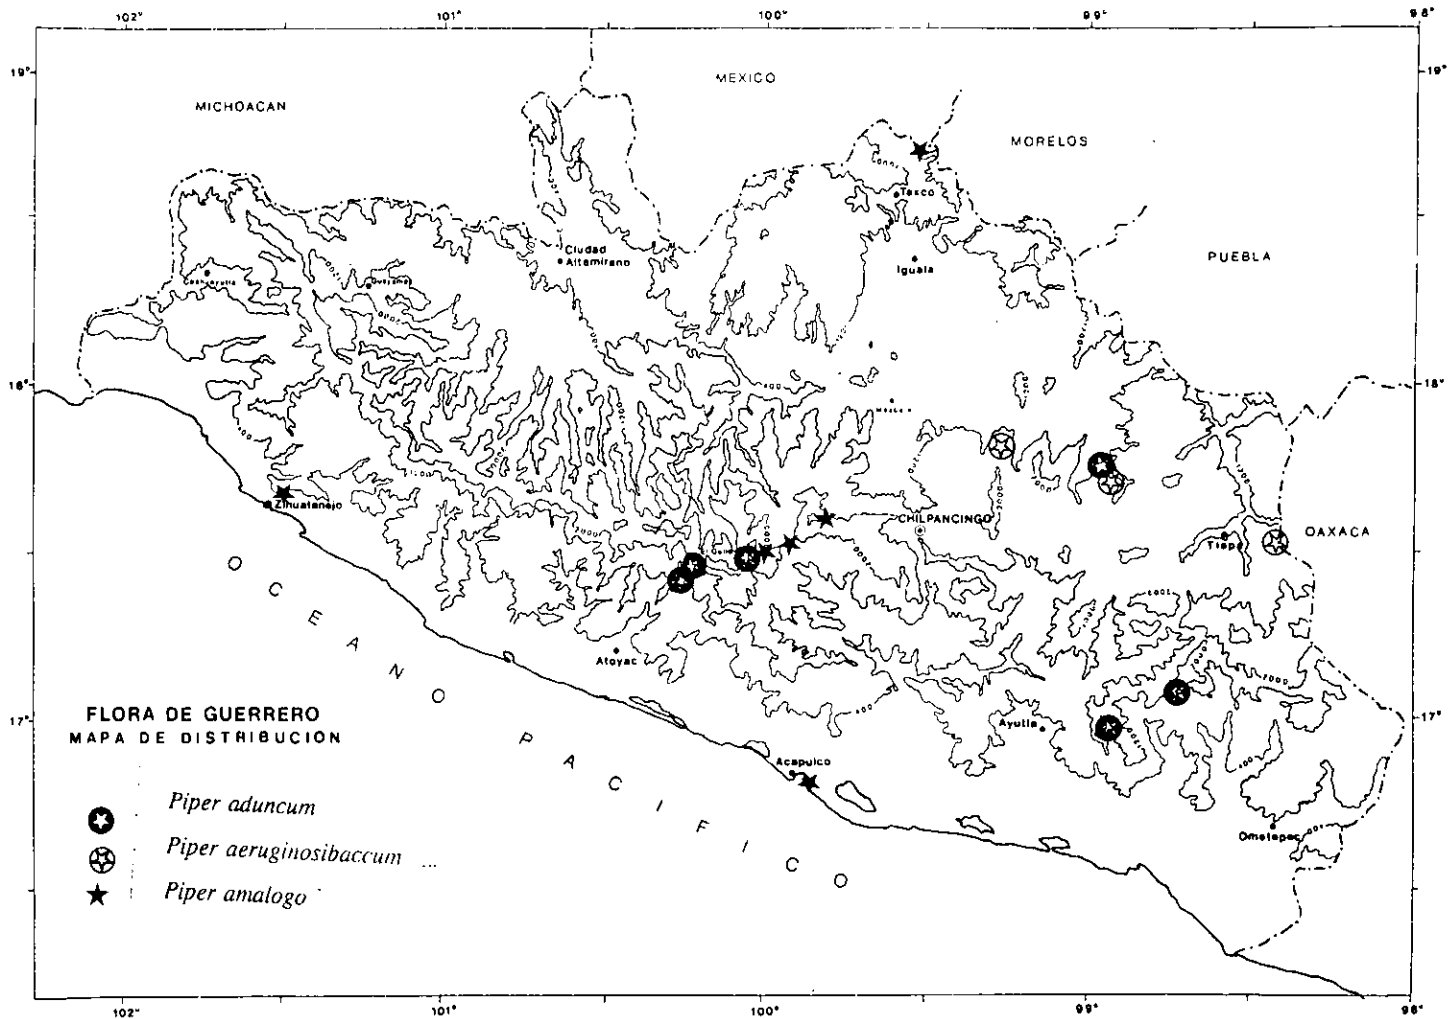 102° 101° 100° 99° 98°
19° 19°
MEXICO
MICHOACAN
MORELOS
Taxco
PUEBLA
Ciudad
Altamirano
Iguala
18° 18°
CHILPANCINGO
Zihuatanejo
OAXACA
Tlapa
Atoyac
OCEANO PACIFICO
17° 17°
Ayutla
Acapulco
Ometepec
FLORA DE GUERRERO
MAPA DE DISTRIBUCION
Piper aduncum
Piper aeruginosibaccum
Piper amalogo
102° 101° 100° 99° 98°